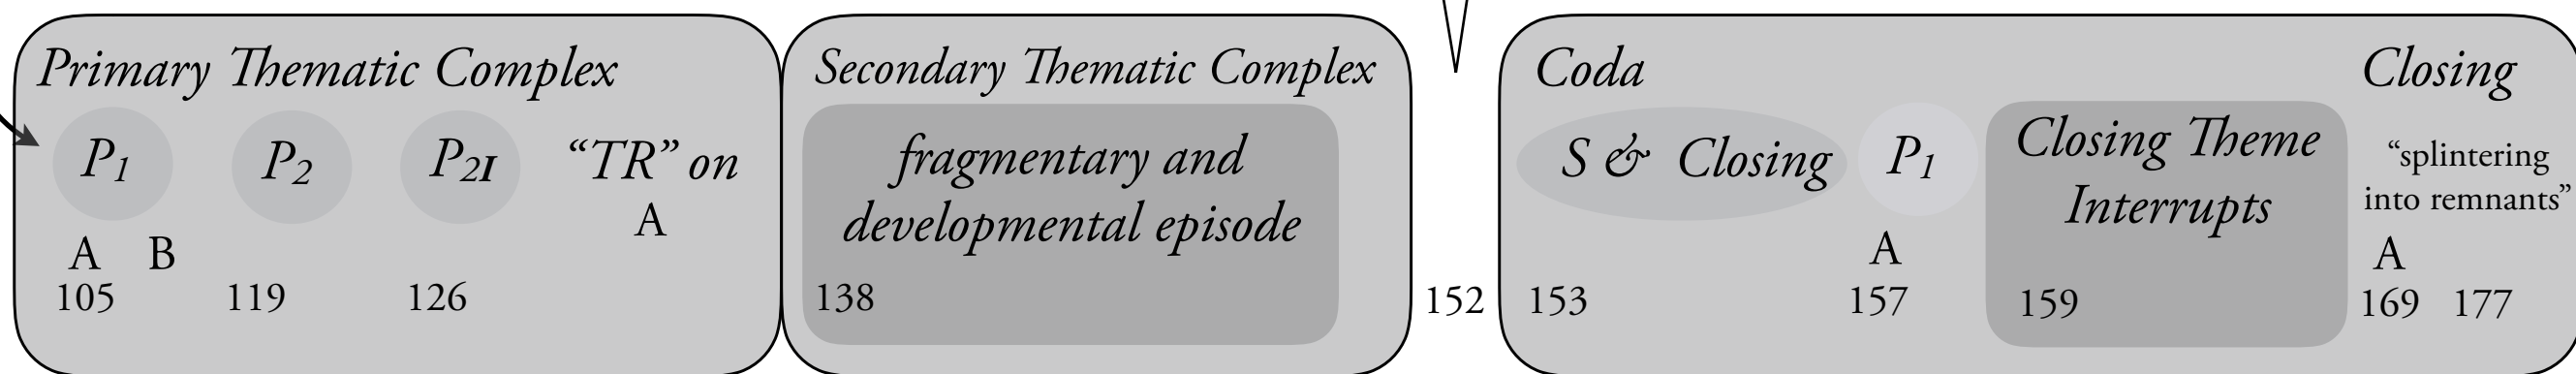 Primary Thematic Complex
P1 P2 P2I “TR” on
A
A B
105 119 126
Secondary Thematic Complex
fragmentary and
developmental episode
138
152
Coda Closing
S & Closing P1
A
153 157
Closing Theme
Interrupts
159
“splintering
into remnants”
A
169 177